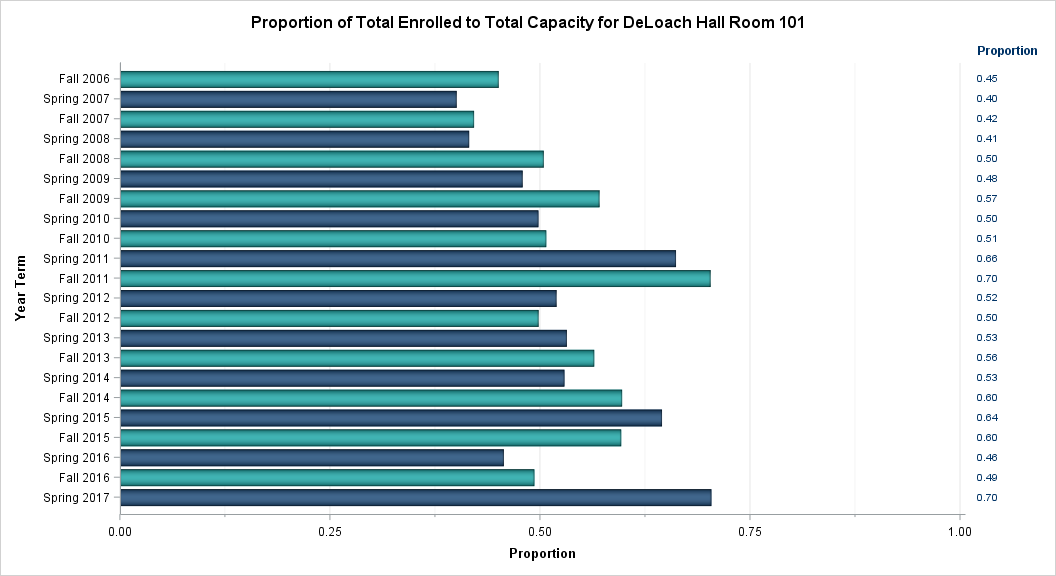 Proportion of Total Enrolled to Total Capacity for DeLoach Hall Room 101
Proportion
Fall 2006 0.45
Spring 2007 0.40
Fall 2007 0.42
Spring 2008 0.41
Fall 2008 0.50
Spring 2009 0.48
Fall 2009 0.57
Spring 2010 0.50
Fall 2010 0.51
Spring 2011 0.66
Fall 2011 0.70
Spring 2012 0.52
Fall 2012 0.50
Spring 2013 0.53
Fall 2013 0.56
Spring 2014 0.53
Fall 2014 0.60
Spring 2015 0.64
Fall 2015 0.60
Spring 2016 0.46
Fall 2016 0.49
Spring 2017 0.70
Year Term
0.00 0.25 0.50 0.75 1.00
Proportion